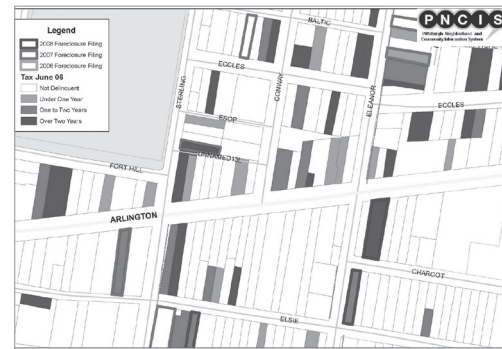 Legend
2006 Foreclosure Filing
2007 Foreclosure Filing
2008 Foreclosure Filing
Tax June 06
Not Delinquent
Under One Year
One to Two Years
Over Two Years
PNCIS
Pittsburgh Neighborhood and
Community Information System
BALTIC
ECCLES
STERLING
CONWAY
ELEANOR
ECCLES
ESOP
UNNAMED13L
FORT HILL
ARLINGTON
CHARCOT
ELSIE